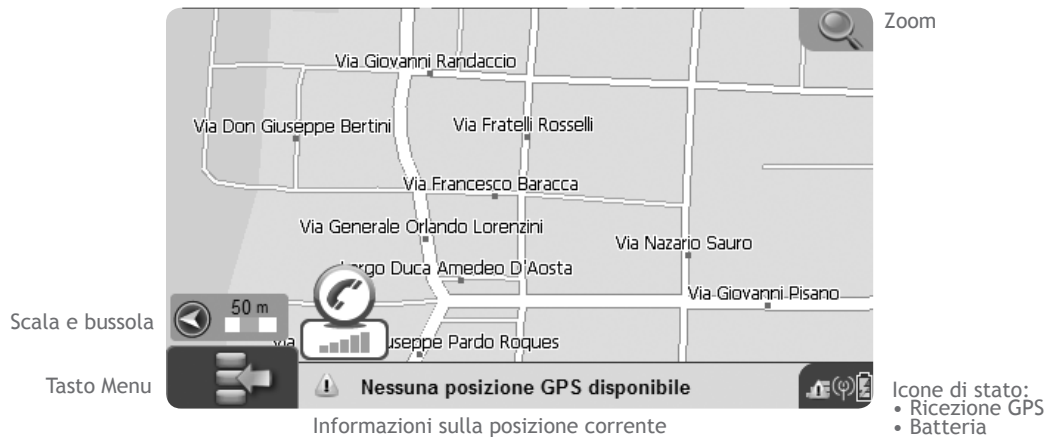 Zoom
Via Giovanni Randaccio
Via Don Giuseppe Bertini
Via Fratelli Rosselli
Via Francesco Baracca
Via Generale Orlando Lorenzini
Via Nazario Sauro
Largo Duca Amedeo D'Aosta
Via Giovanni Pisano
Scala e bussola
50 m
Via
useppe Pardo Roques
Tasto Menu
Nessuna posizione GPS disponibile
Icone di stato:
• Ricezione GPS
• Batteria
Informazioni sulla posizione corrente